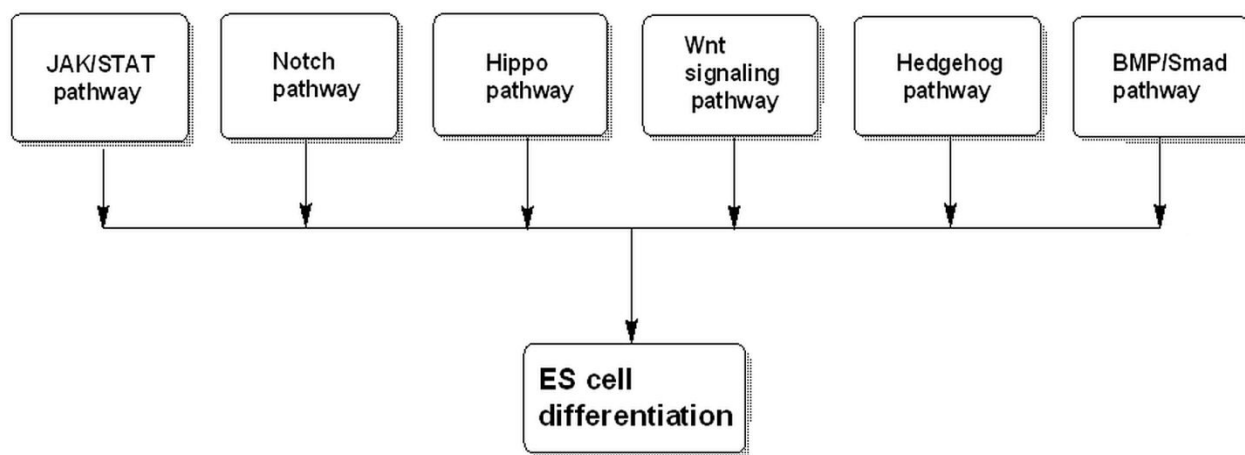 JAK/STAT
pathway
Notch
pathway
Hippo
pathway
Wnt
signaling
pathway
Hedgehog
pathway
BMP/Smad
pathway
ES cell
differentiation